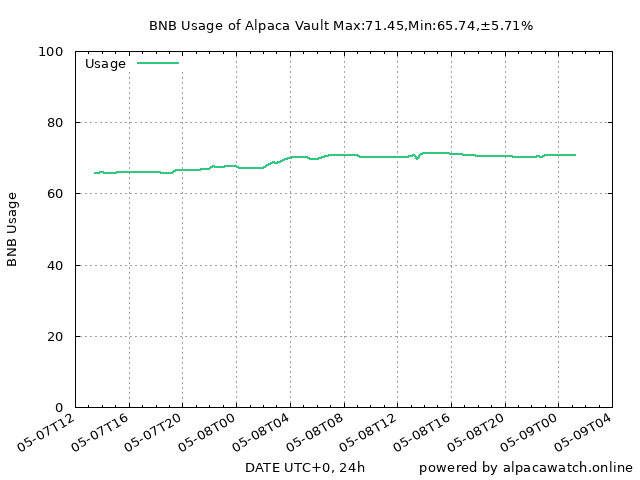 BNB Usage of Alpaca Vault Max:71.45,Min:65.74,±5.71%
100
Usage
80
60
BNB Usage
40
20
0
05-07T12 05-07T16 05-07T20 05-08T00 05-08T04 05-08T08 05-08T12 05-08T16 05-08T20 05-09T00 05-09T04
DATE UTC+0, 24h powered by alpacawatch.online